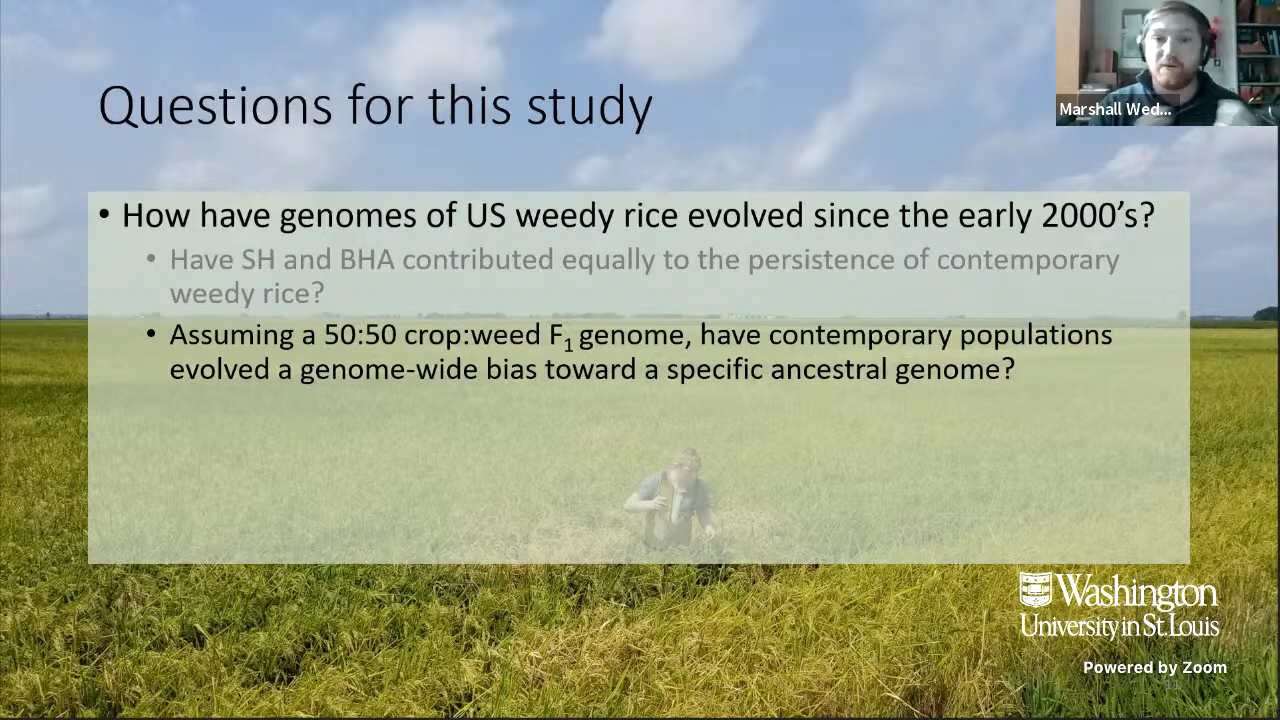 Marshall Wed...
Questions for this study
• How have genomes of US weedy rice evolved since the early 2000’s?
• Have SH and BHA contributed equally to the persistence of contemporary
weedy rice?
• Assuming a 50:50 crop:weed F1 genome, have contemporary populations
evolved a genome-wide bias toward a specific ancestral genome?
Washington
University in St. Louis
Powered by Zoom
11